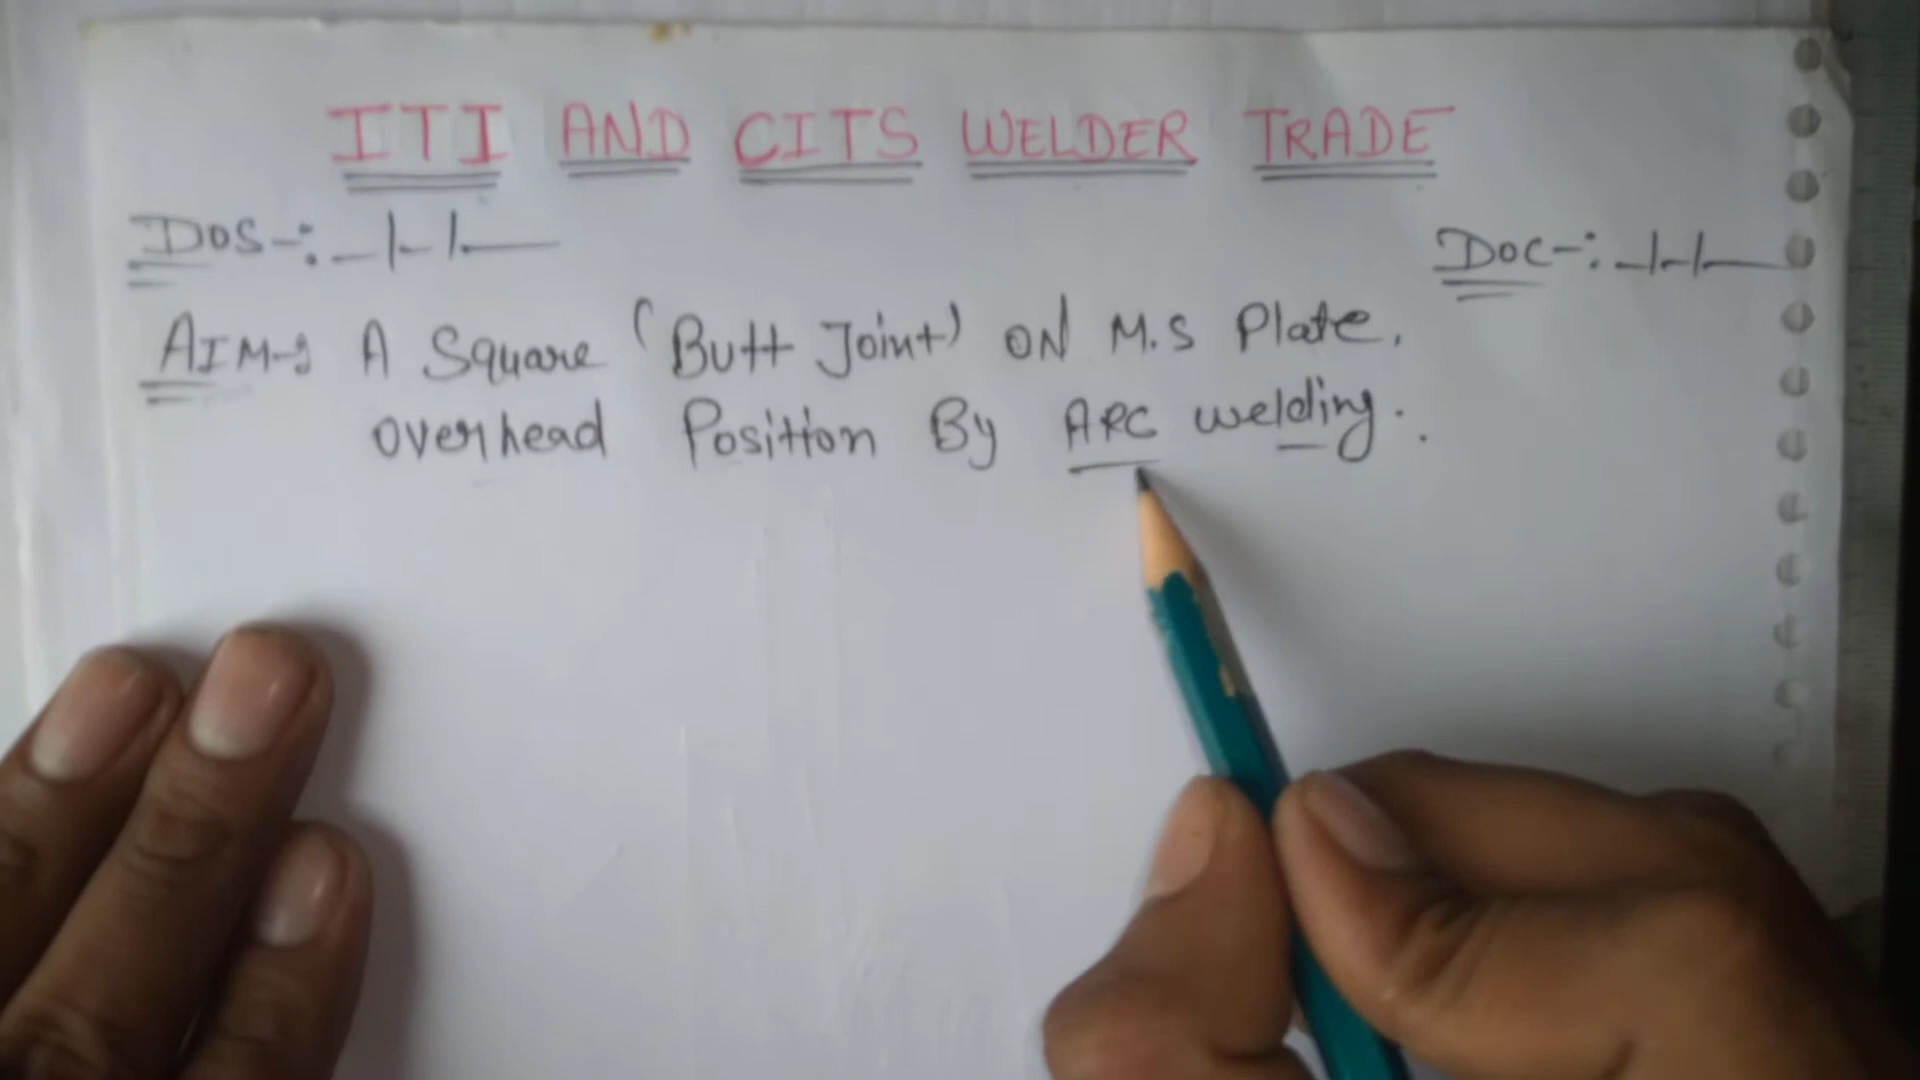 ITI AND CITS WELDER TRADE
DOS-: _/-/__
DOC-: _/-/__
AIM-: A Square (Butt Joint) ON M.S Plate.
overhead Position By ARC welding.